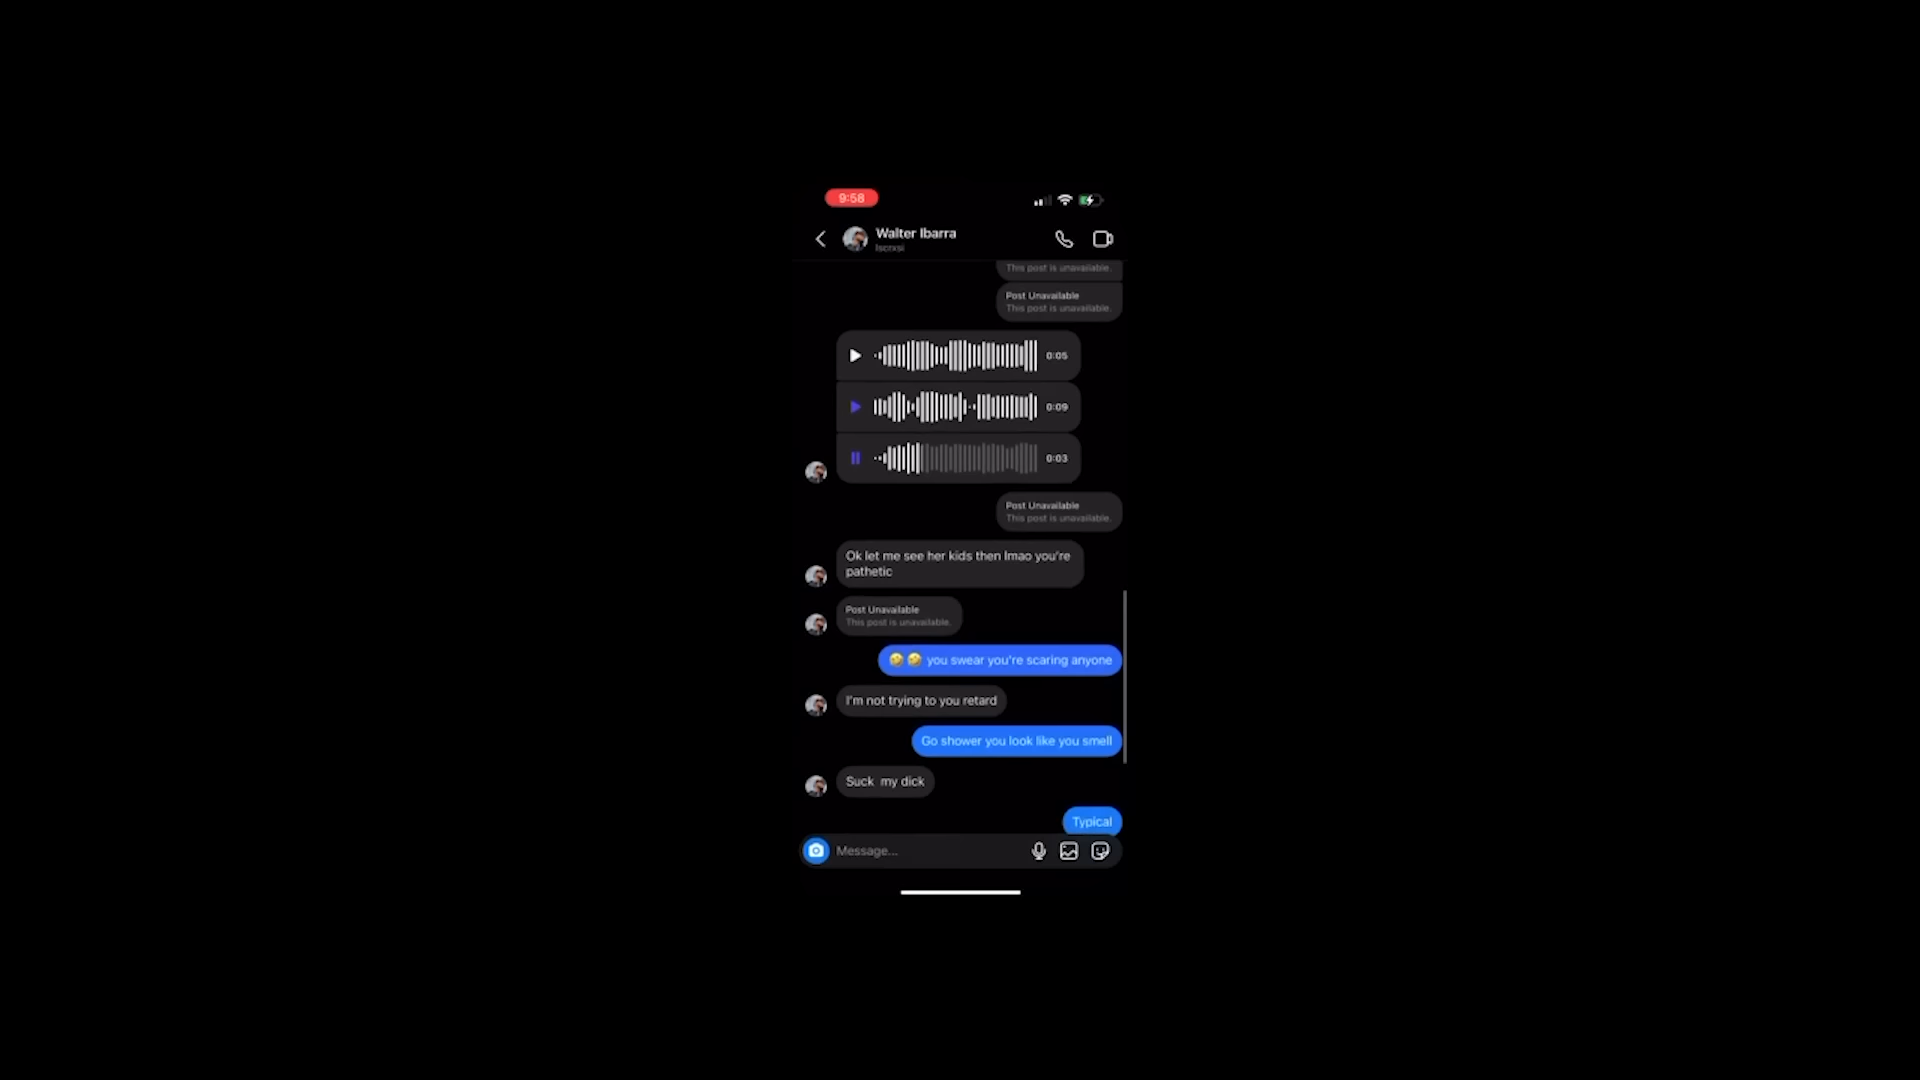 9:58
Walter Ibarra
This post is unavailable.
Post Unavailable
This post is unavailable.
0:05
0:09
0:03
Post Unavailable
This post is unavailable.
Ok let me see her kids then lmao you're
pathetic
Post Unavailable
This post is unavailable.
🤣 🤣 you swear you're scaring anyone
I'm not trying to you retard
Go shower you look like you smell
Suck my dick
Typical
Message...